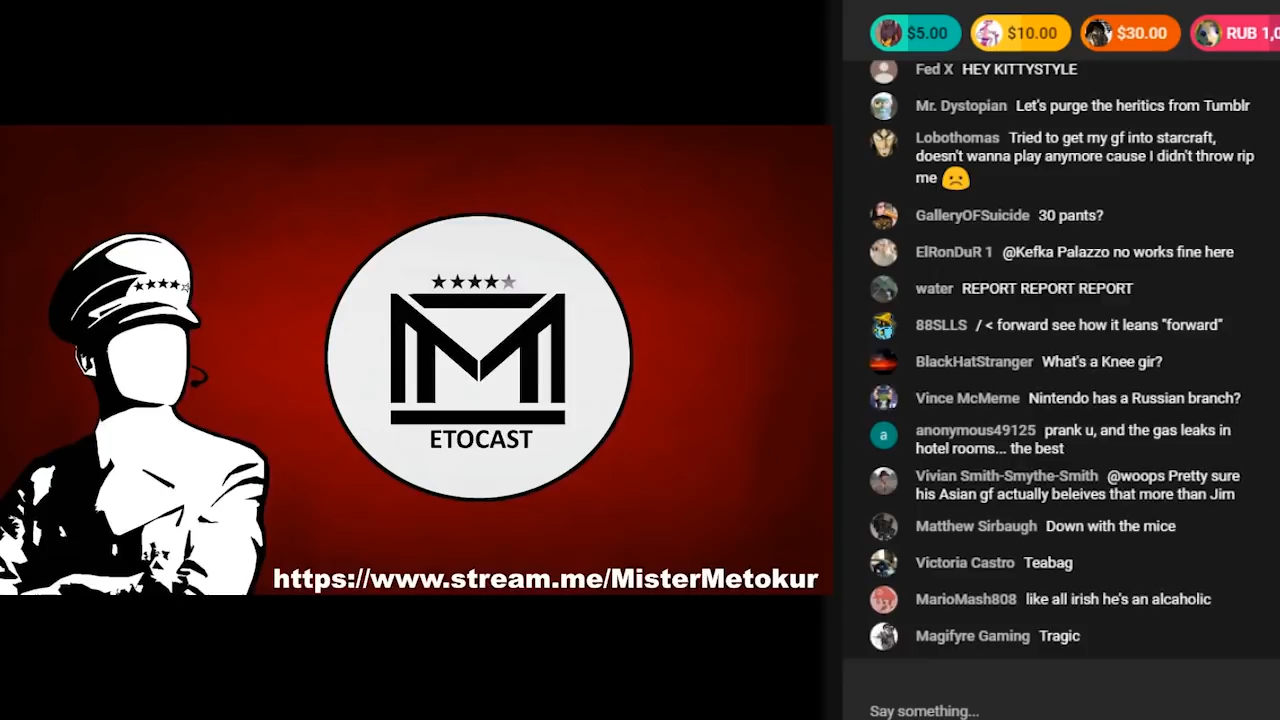 ★★★★★
M
ETOCAST
https://www.stream.me/MisterMetokur
$5.00 $10.00 $30.00 RUB 1,0
Fed X HEY KITTYSTYLE
Mr. Dystopian Let's purge the heritics from Tumblr
Lobothomas Tried to get my gf into starcraft,
doesn't wanna play anymore cause I didn't throw rip
me
GalleryOFSuicide 30 pants?
ElRonDuR 1 @Kefka Palazzo no works fine here
water REPORT REPORT REPORT
88SLLS / < forward see how it leans "forward"
BlackHatStranger What's a Knee gir?
Vince McMeme Nintendo has a Russian branch?
a
anonymous49125 prank u, and the gas leaks in
hotel rooms... the best
Vivian Smith-Smythe-Smith @woops Pretty sure
his Asian gf actually beleives that more than Jim
Matthew Sirbaugh Down with the mice
Victoria Castro Teabag
MarioMash808 like all irish he's an alcaholic
Magifyre Gaming Tragic
Say something...